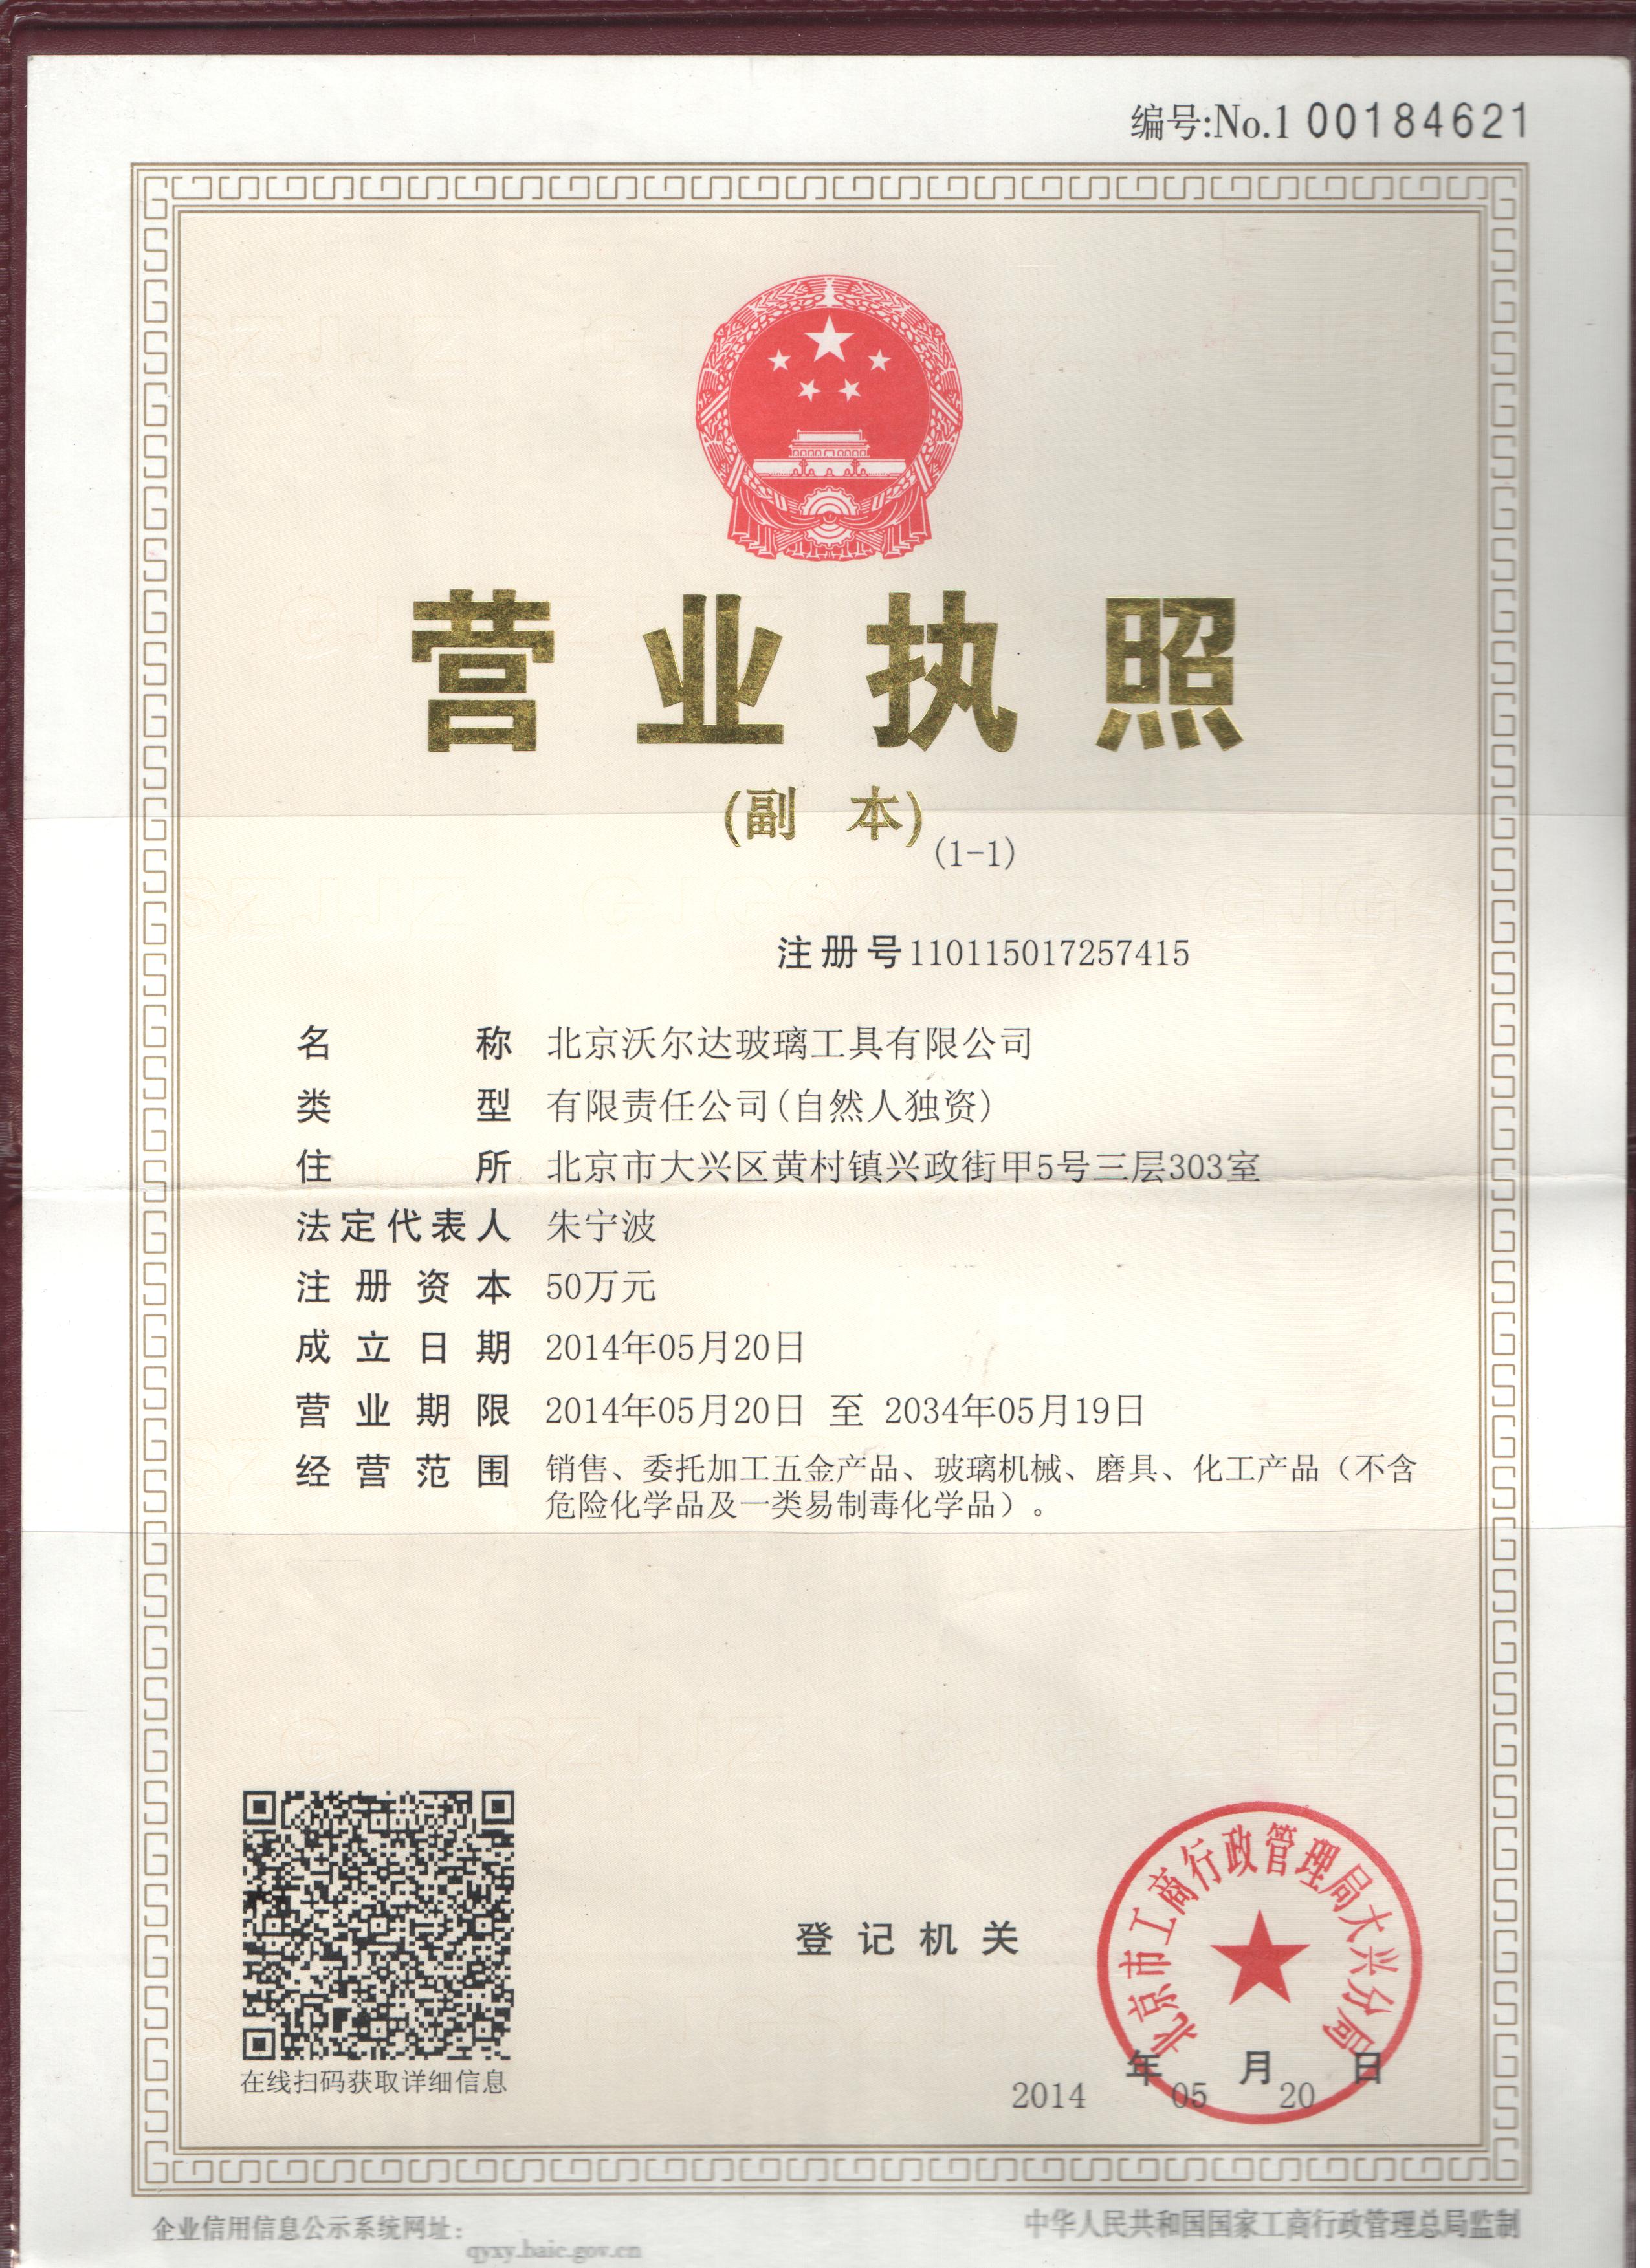 编号:No.1 00184621
营业执照
(副 本)
(1-1)
注册号110115017257415
名 称 北京沃尔达玻璃工具有限公司
类 型 有限责任公司(自然人独资)
住 所 北京市大兴区黄村镇兴政街甲5号三层303室
法定代表人 朱宁波
注册资本 50万元
成立日期 2014年05月20日
营业期限 2014年05月20日 至 2034年05月19日
经营范围 销售、委托加工五金产品、玻璃机械、磨具、化工产品（不含
危险化学品及一类易制毒化学品）。
登记机关
北京市工商行政管理局大兴分局
年 月 日
2014 05 20
在线扫码获取详细信息
企业信用信息公示系统网址：
qyxy.baic.gov.cn
中华人民共和国国家工商行政管理总局监制